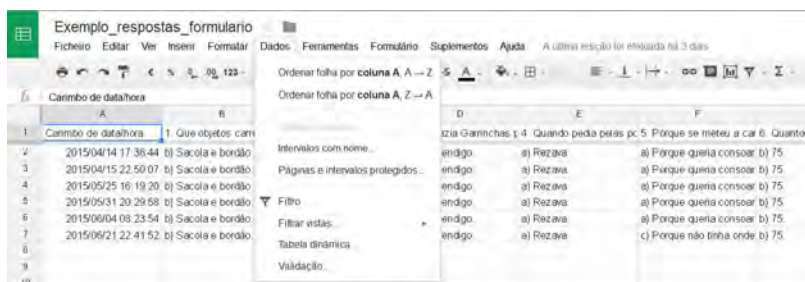 Exemplo_respostas_formulario
Ficheiro Editar Ver Inserir Formatar Dados Ferramentas Formulário Suplementos Ajuda A última edição foi efetuada há 3 dias
€ % .0 .00 123 S A Σ
fx Carimbo de data/hora
Ordenar folha por coluna A, A → Z
Ordenar folha por coluna A, Z → A
Intervalos com nome...
Páginas e intervalos protegidos...
Filtro
Filtrar vistas...
Tabela dinâmica...
Validação...
A B D E F
1 Carimbo de data/hora 1. Que objetos carre Garrinchas 4 Quando pedia pelas po 5 Porque se meteu a car 6 Quanto
2 2015/04/14 17:36:44 b) Sacola e bordão endigo. a) Rezava. a) Porque queria consoar b) 75.
3 2015/04/15 22:50:07 b) Sacola e bordão endigo. a) Rezava. a) Porque queria consoar b) 75.
4 2015/05/25 16:19:20 b) Sacola e bordão endigo. a) Rezava. a) Porque queria consoar b) 75.
5 2015/05/31 20:29:58 b) Sacola e bordão endigo. a) Rezava. a) Porque queria consoar b) 75.
6 2015/06/04 08:23:54 b) Sacola e bordão endigo. a) Rezava. a) Porque queria consoar b) 75.
7 2015/06/21 22:41:52 b) Sacola e bordão endigo. a) Rezava. c) Porque não tinha onde b) 75.
8
9